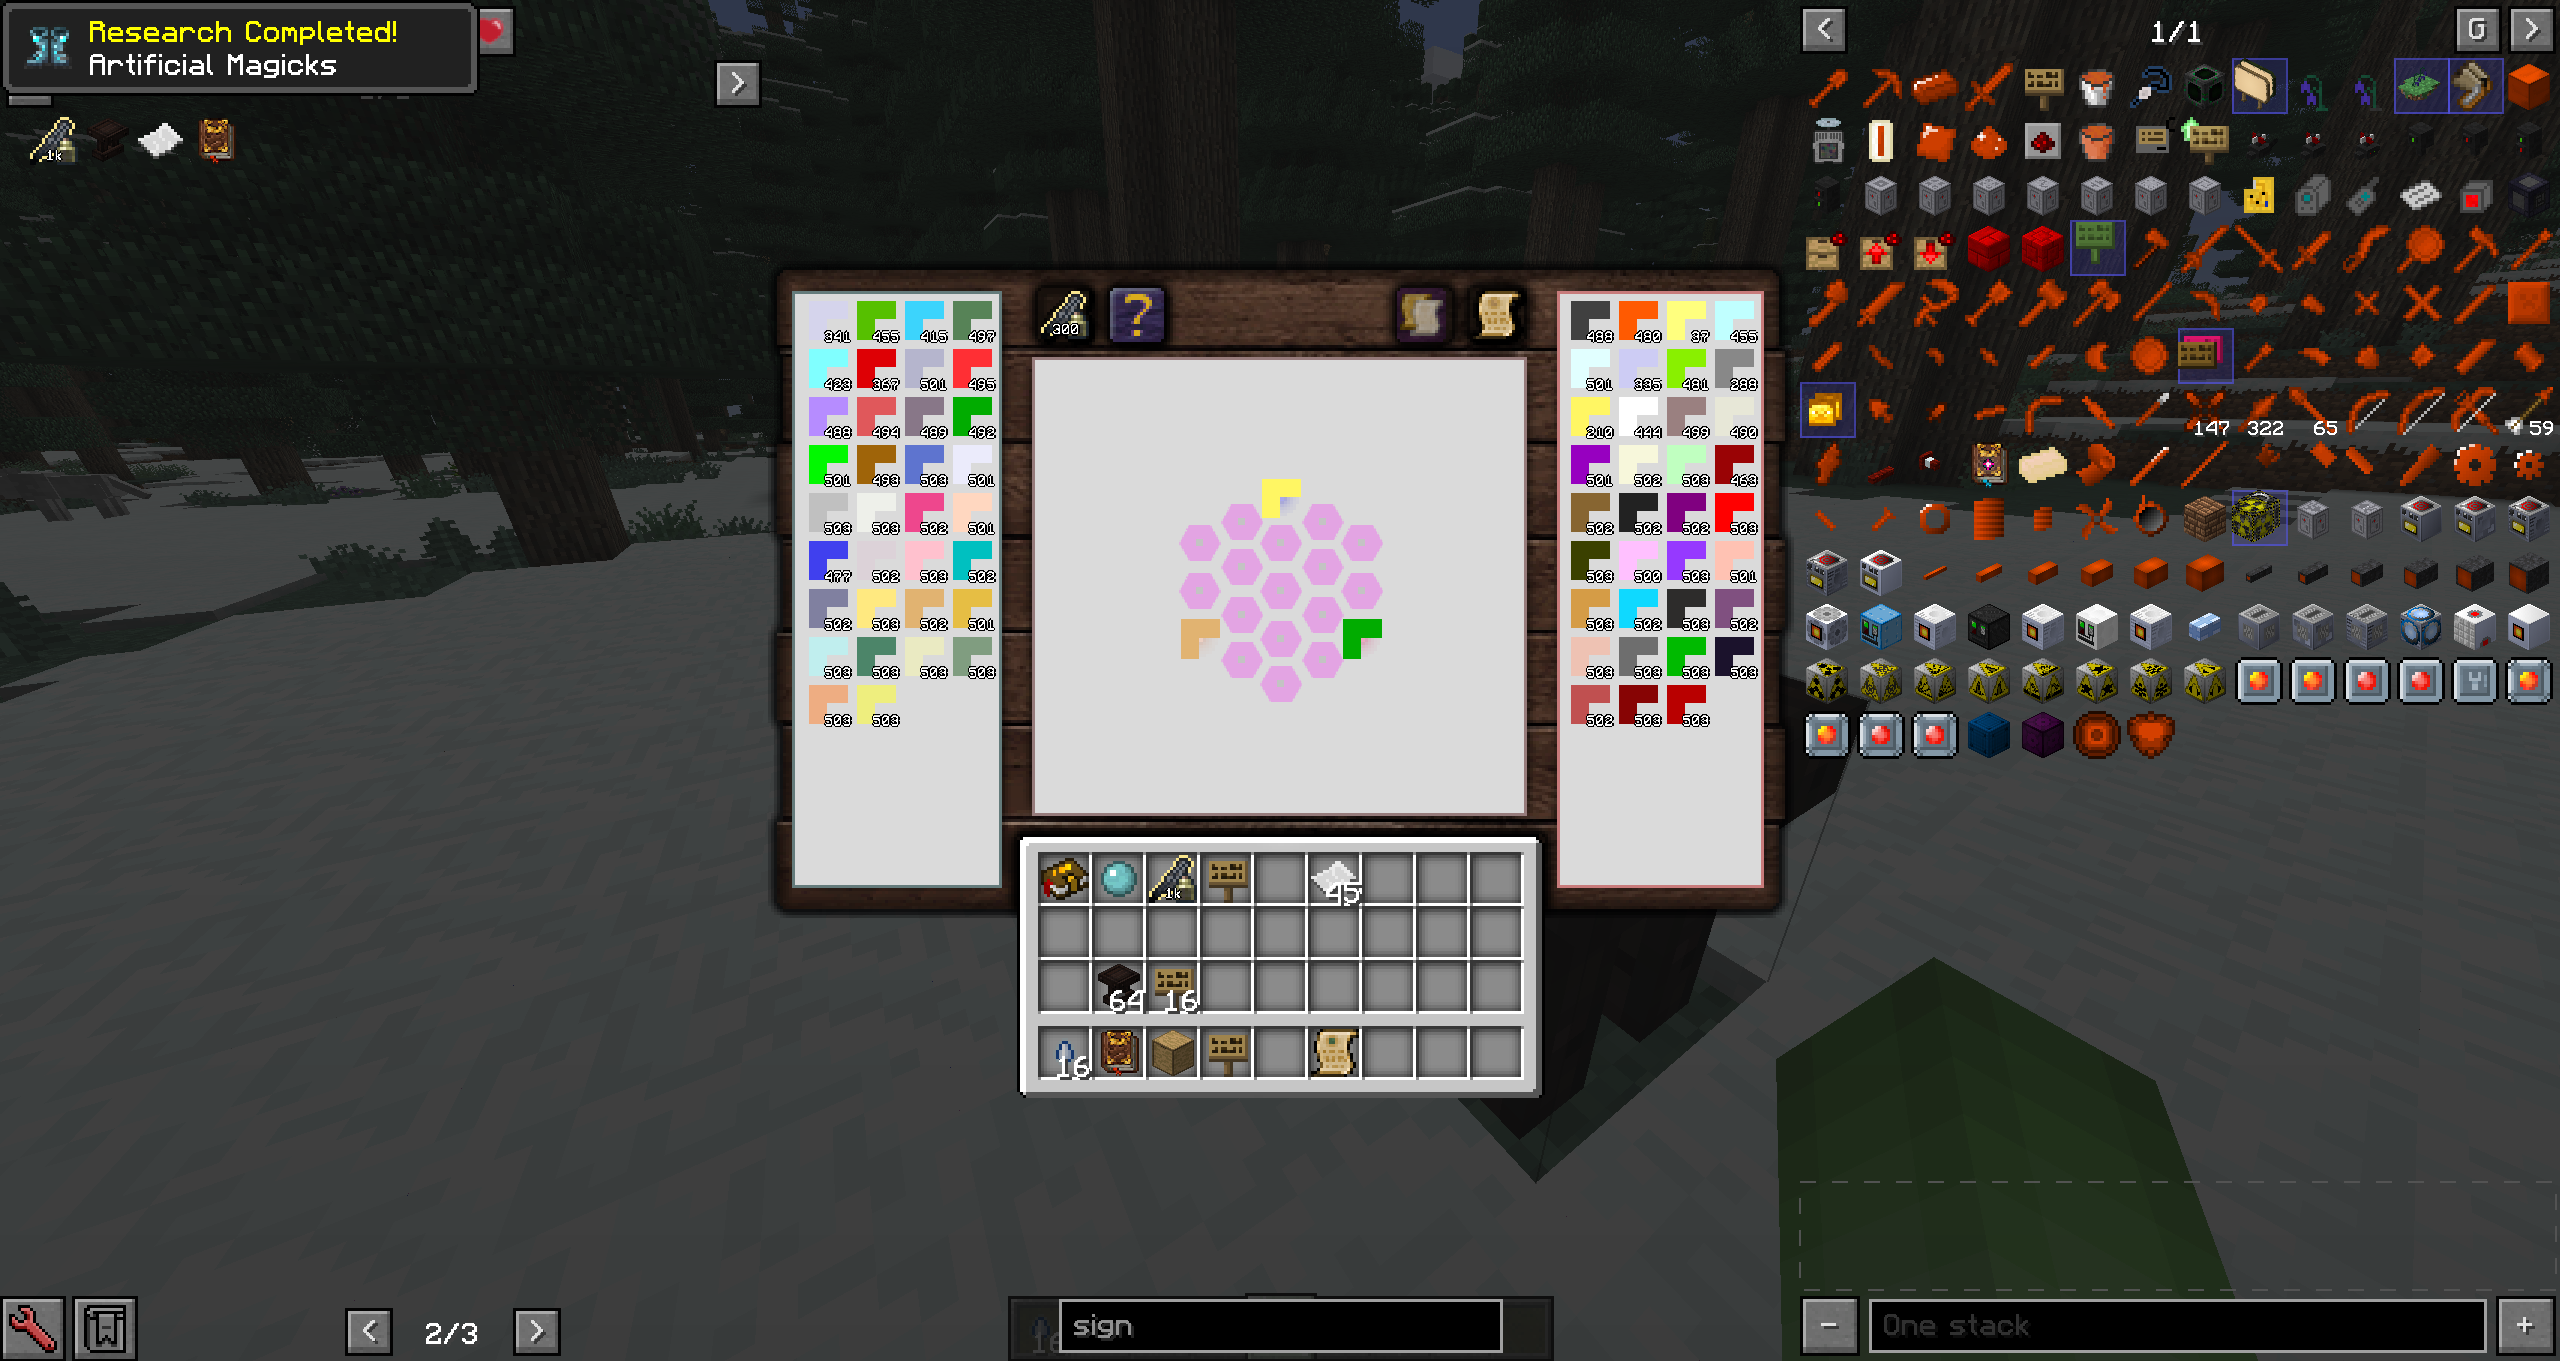 Research Completed!
Artificial Magicks
1/1
G
1k
300
341 455 415 497
423 367 501 495
488 494 489 492
501 493 503 501
503 503 502 501
477 502 503 502
502 503 502 501
503 503 503 503
503 503
488 480 37 455
501 335 481 288
210 444 499 490
501 502 503 463
502 502 502 503
503 500 503 501
503 502 503 502
503 503 503 503
502 503 503
147 322 65 59
1k 45
64 16
16
2/3
sign
One stack